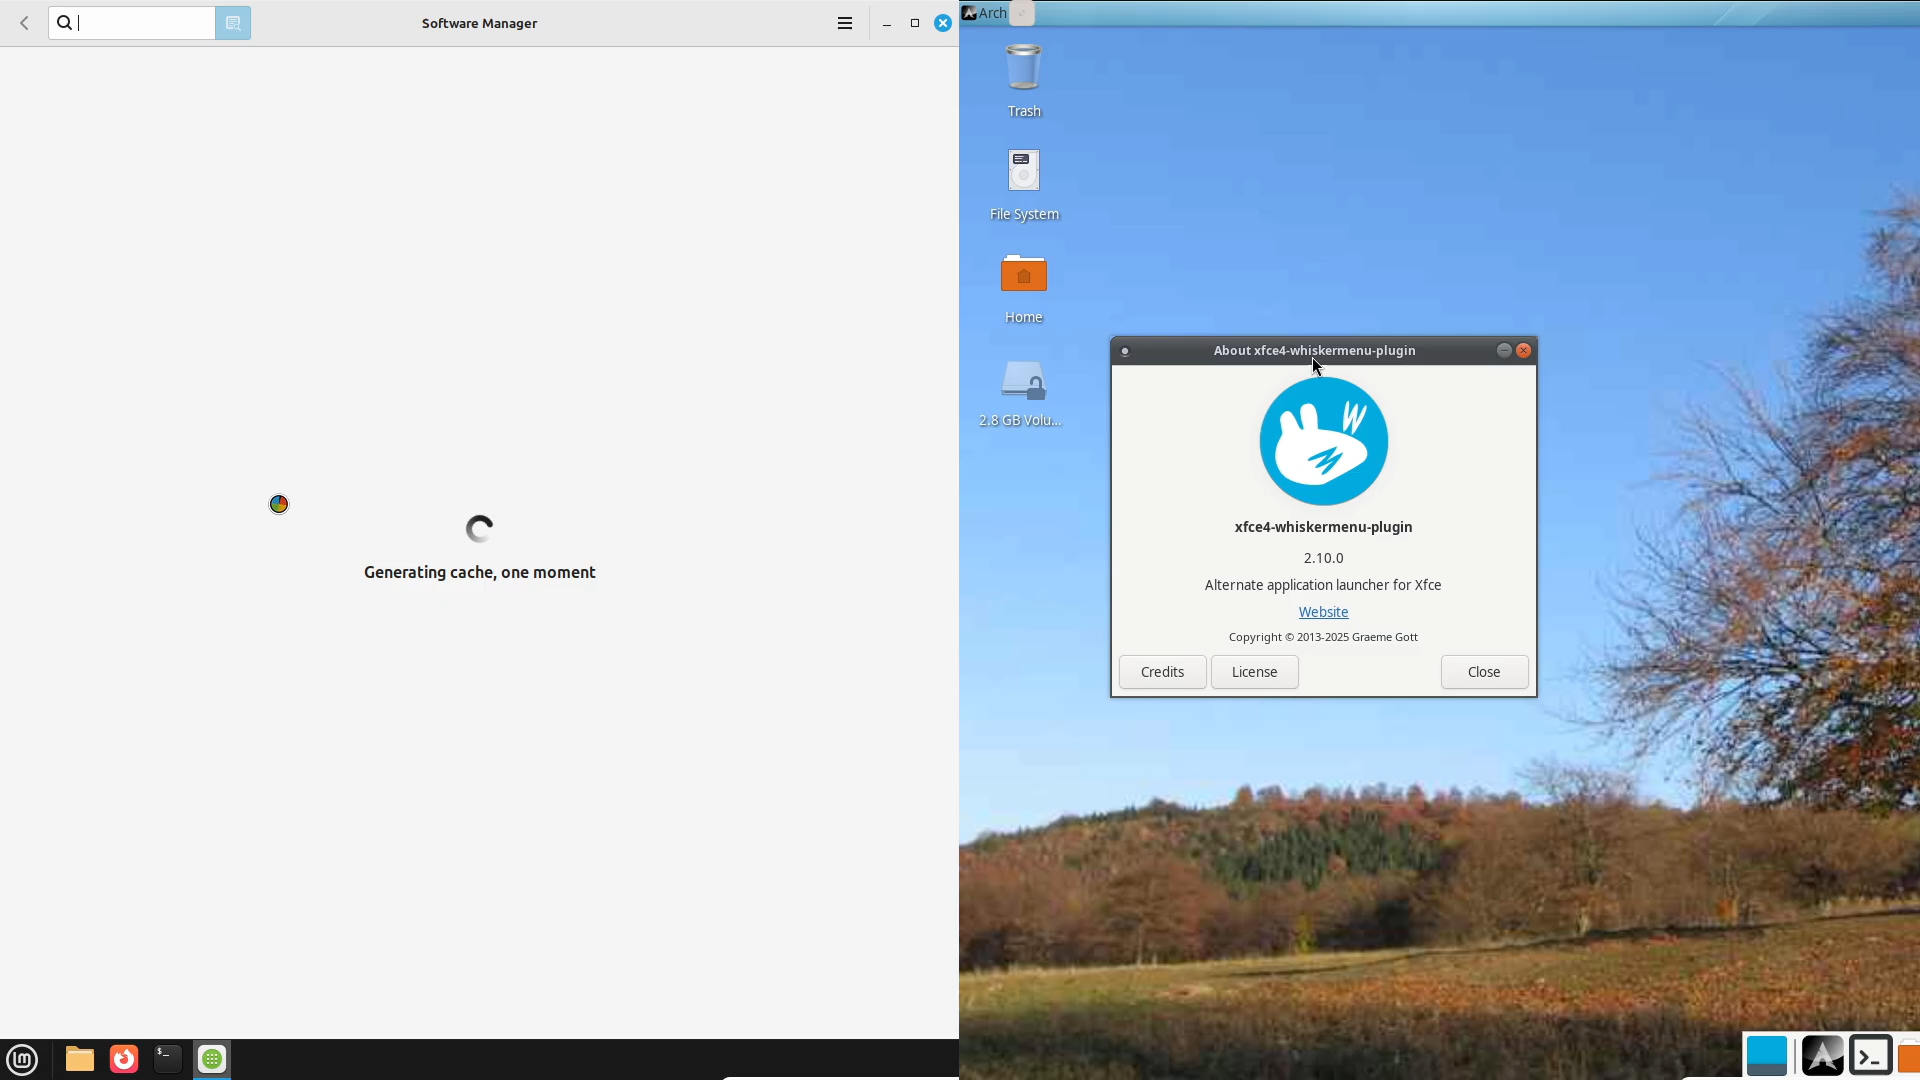 Software Manager
Generating cache, one moment
Arch
Trash
File System
Home
2.8 GB Volu...
About xfce4-whiskermenu-plugin
xfce4-whiskermenu-plugin
2.10.0
Alternate application launcher for Xfce
Website
Copyright © 2013-2025 Graeme Gott
Credits
License
Close